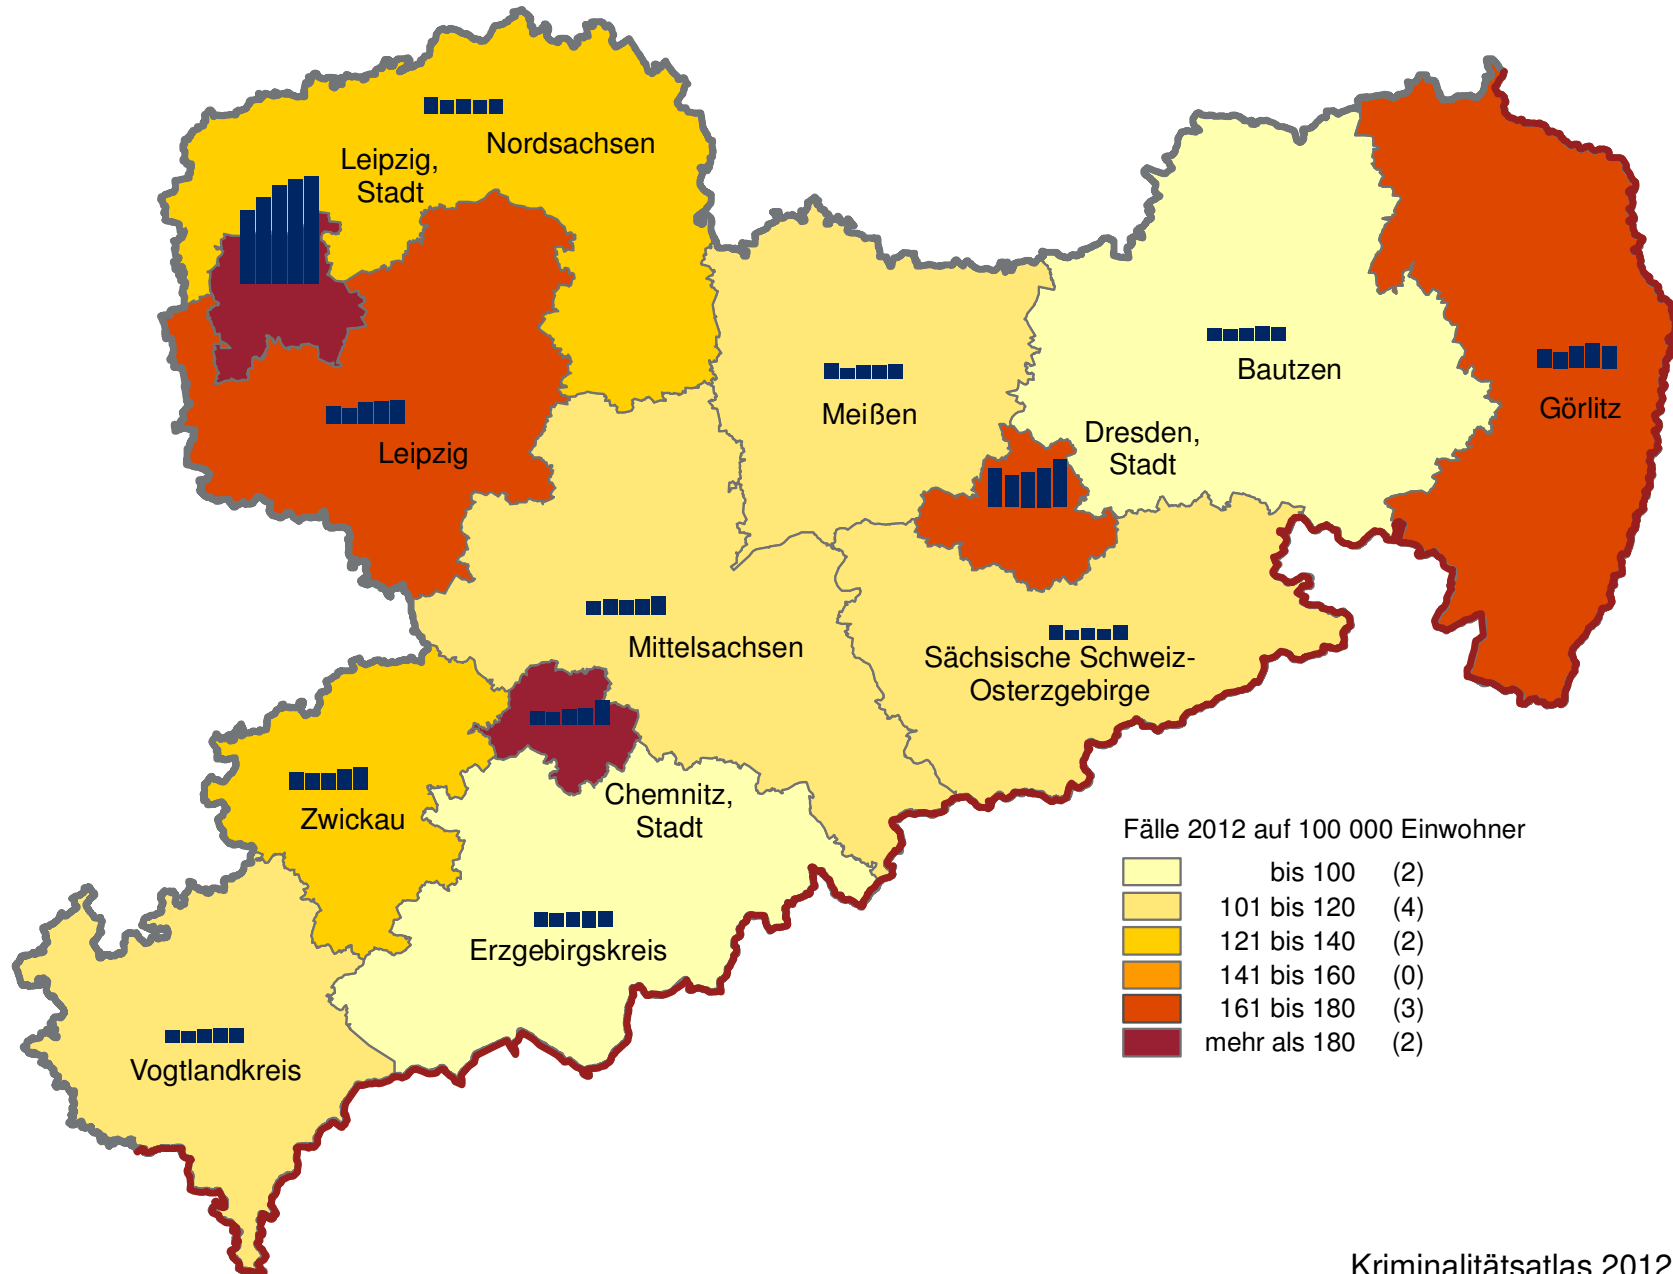 Nordsachsen
Leipzig,
Stadt
Leipzig
Meißen
Bautzen
Görlitz
Dresden,
Stadt
Mittelsachsen
Sächsische Schweiz-
Osterzgebirge
Chemnitz,
Stadt
Zwickau
Erzgebirgskreis
Vogtlandkreis
Fälle 2012 auf 100 000 Einwohner
bis 100 (2)
101 bis 120 (4)
121 bis 140 (2)
141 bis 160 (0)
161 bis 180 (3)
mehr als 180 (2)
Kriminalitätsatlas 2012